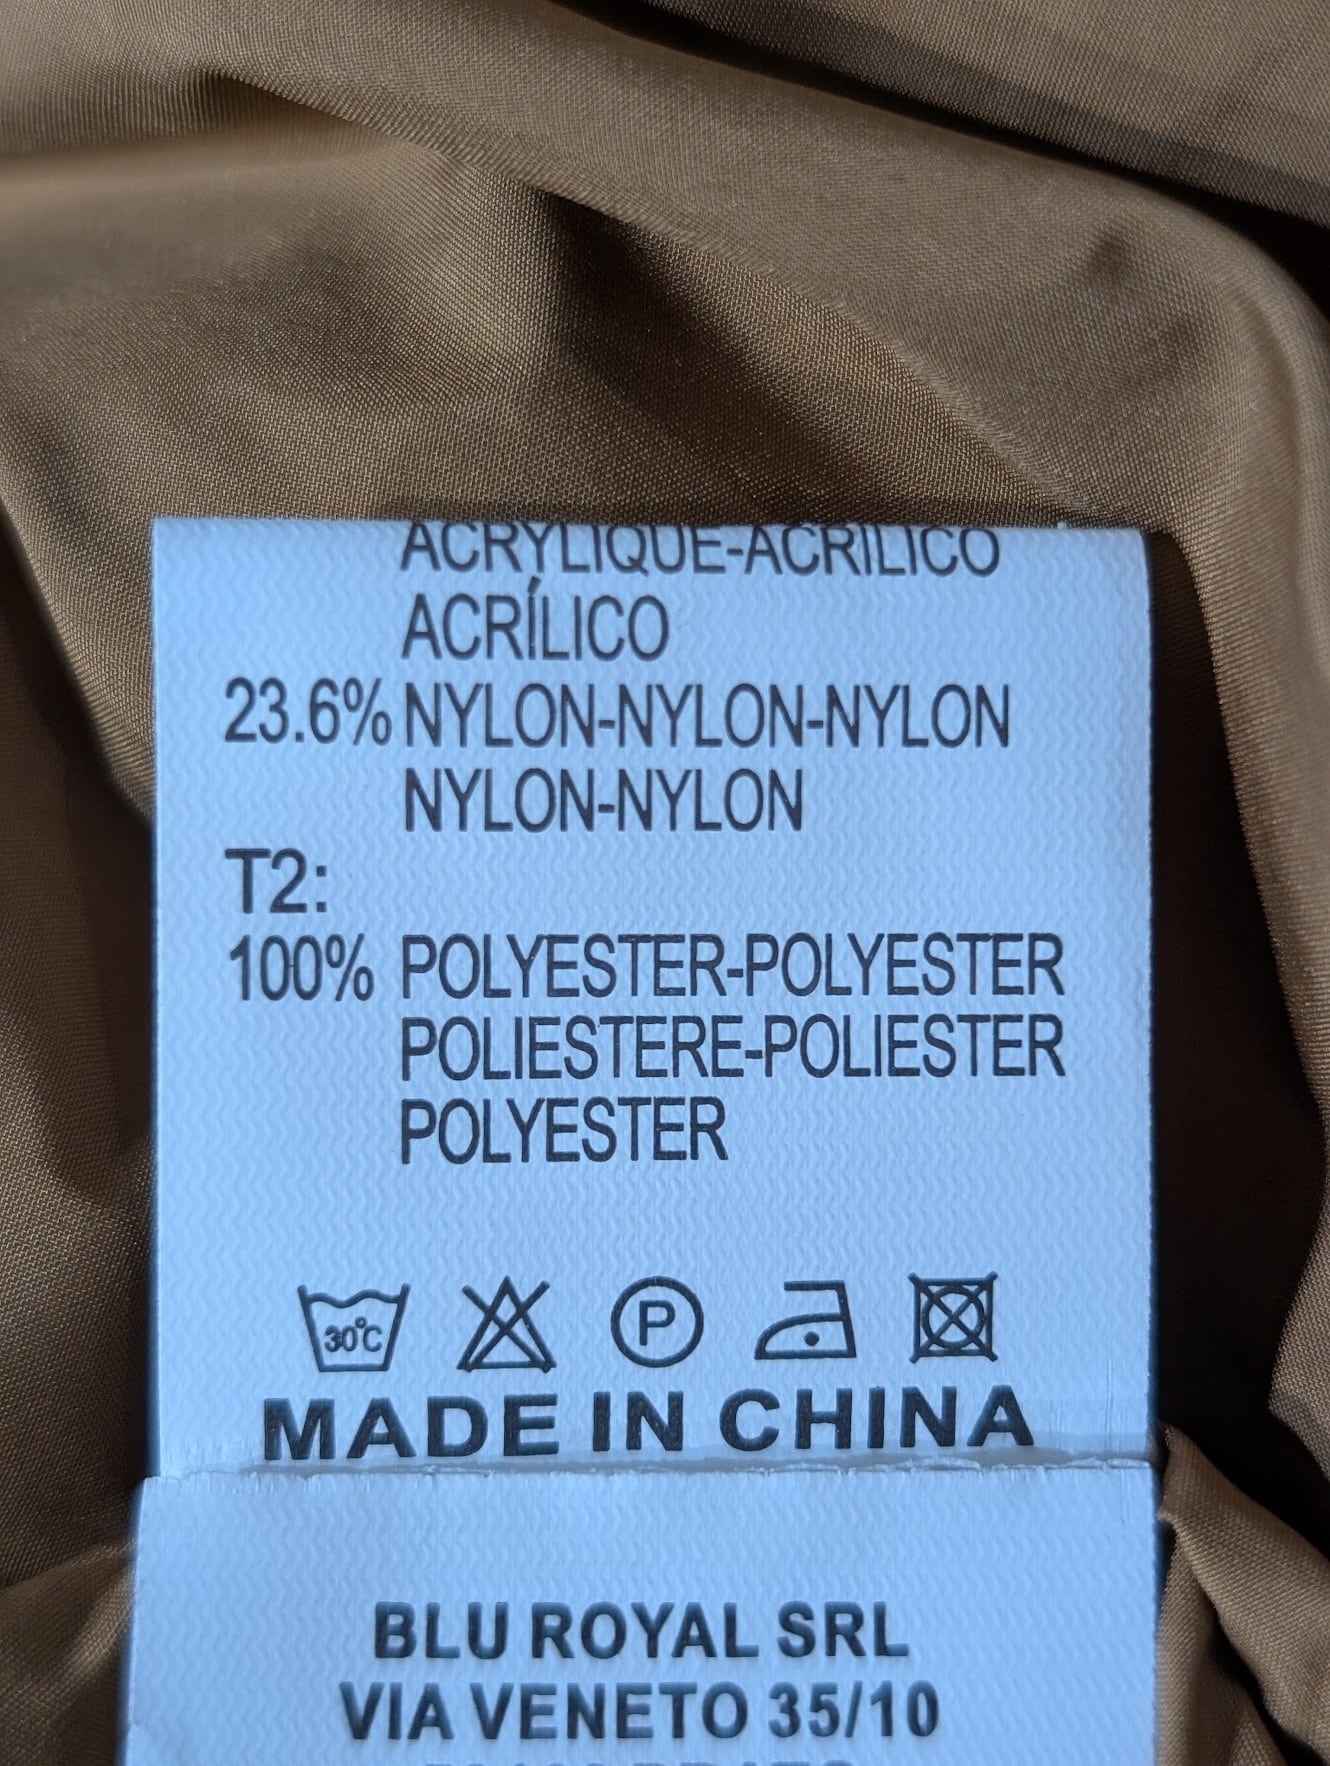 ACRYLIQUE-ACRILICO
ACRÍLICO
23.6% NYLON-NYLON-NYLON
NYLON-NYLON
T2:
100% POLYESTER-POLYESTER
POLIESTERE-POLIESTER
POLYESTER
30°C P
MADE IN CHINA
BLU ROYAL SRL
VIA VENETO 35/10